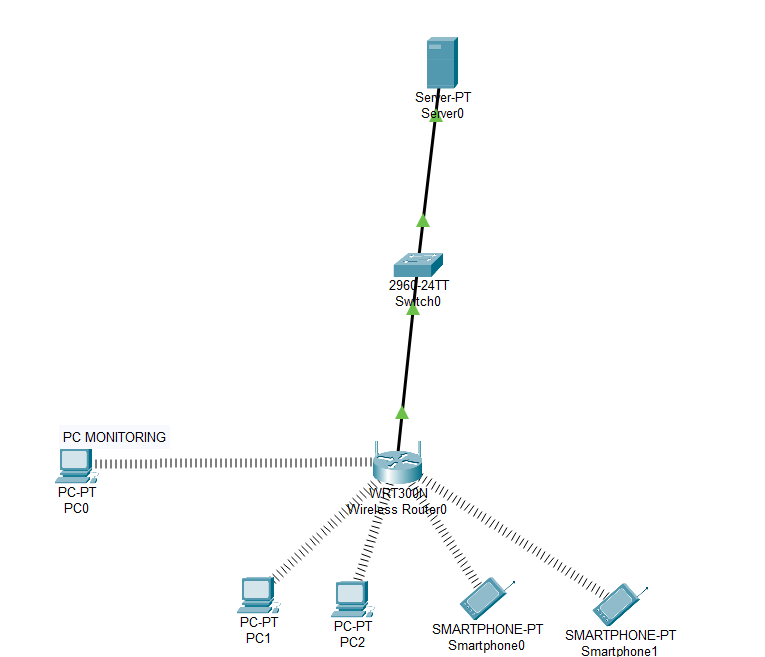 Server-PT
Server0
2960-24TT
Switch0
PC MONITORING
PC-PT
PC0
WRT300N
Wireless Router0
PC-PT
PC1
PC-PT
PC2
SMARTPHONE-PT
Smartphone0
SMARTPHONE-PT
Smartphone1